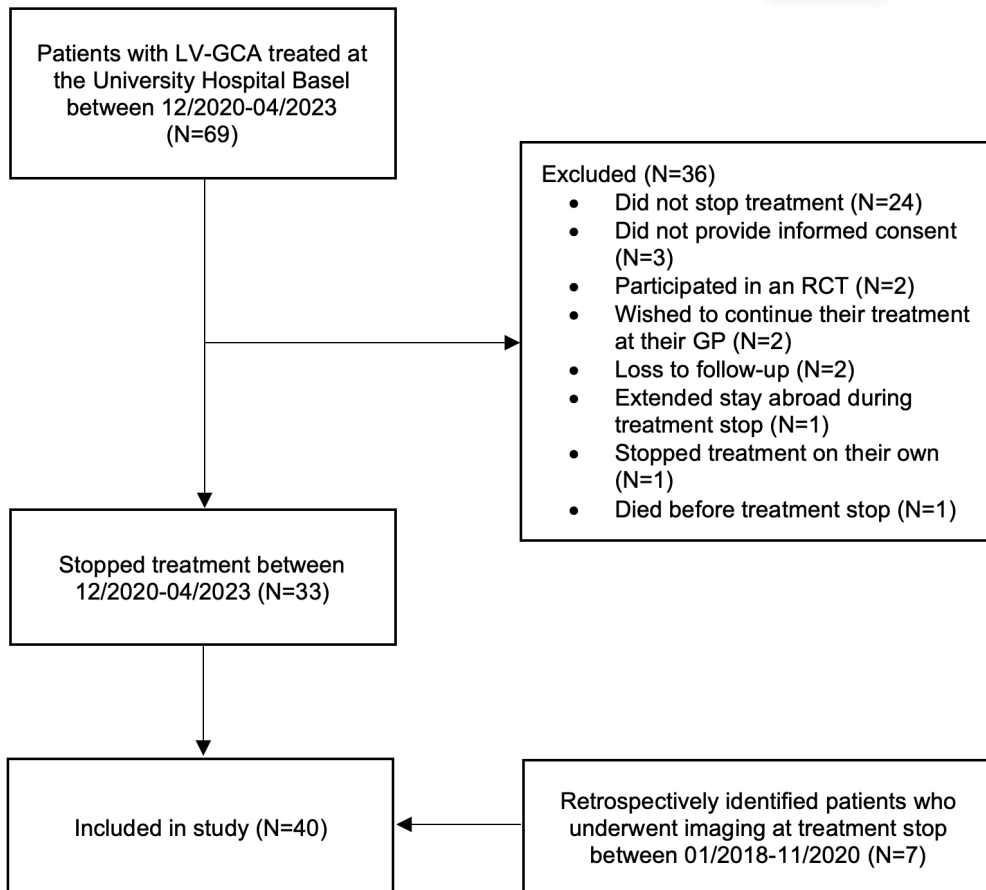 Patients with LV-GCA treated at
the University Hospital Basel
between 12/2020-04/2023
(N=69)
Excluded (N=36)
• Did not stop treatment (N=24)
• Did not provide informed consent
(N=3)
• Participated in an RCT (N=2)
• Wished to continue their treatment
at their GP (N=2)
• Loss to follow-up (N=2)
• Extended stay abroad during
treatment stop (N=1)
• Stopped treatment on their own
(N=1)
• Died before treatment stop (N=1)
Stopped treatment between
12/2020-04/2023 (N=33)
Included in study (N=40)
Retrospectively identified patients who
underwent imaging at treatment stop
between 01/2018-11/2020 (N=7)